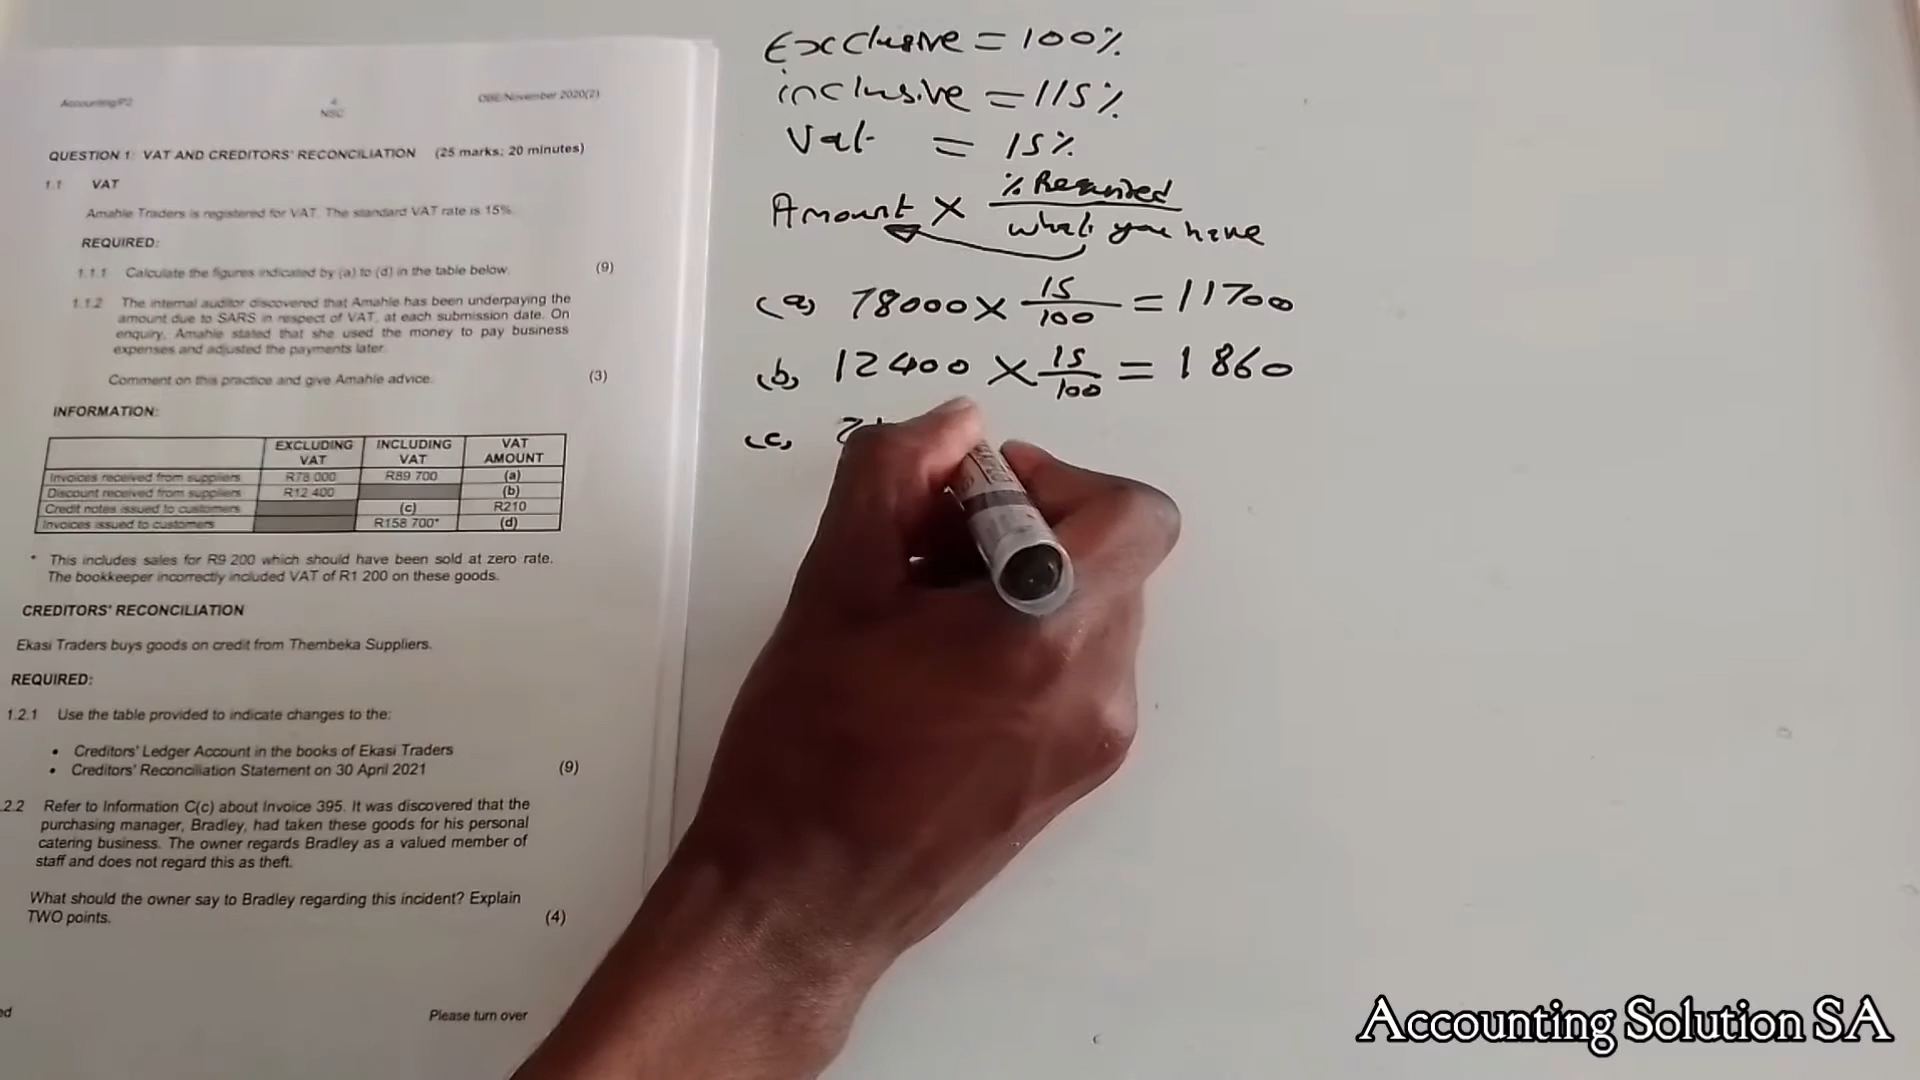 Accounting/P2
4
NSC
DBE/November 2020(2)
QUESTION 1: VAT AND CREDITORS' RECONCILIATION (25 marks; 20 minutes)
1.1 VAT
Amahle Traders is registered for VAT. The standard VAT rate is 15%.
REQUIRED:
1.1.1 Calculate the figures indicated by (a) to (d) in the table below. (9)
1.1.2 The internal auditor discovered that Amahle has been underpaying the
amount due to SARS in respect of VAT, at each submission date. On
enquiry, Amahle stated that she used the money to pay business
expenses and adjusted the payments later.
Comment on this practice and give Amahle advice. (3)
INFORMATION:
EXCLUDING VAT INCLUDING VAT VAT AMOUNT
Invoices received from suppliers R78 000 R89 700 (a)
Discount received from suppliers R12 400 (b)
Credit notes issued to customers (c) R210
Invoices issued to customers R158 700* (d)
* This includes sales for R9 200 which should have been sold at zero rate.
The bookkeeper incorrectly included VAT of R1 200 on these goods.
CREDITORS' RECONCILIATION
Ekasi Traders buys goods on credit from Thembeka Suppliers.
REQUIRED:
1.2.1 Use the table provided to indicate changes to the:
• Creditors' Ledger Account in the books of Ekasi Traders
• Creditors' Reconciliation Statement on 30 April 2021 (9)
.2.2 Refer to Information C(c) about Invoice 395. It was discovered that the
purchasing manager, Bradley, had taken these goods for his personal
catering business. The owner regards Bradley as a valued member of
staff and does not regard this as theft.
What should the owner say to Bradley regarding this incident? Explain
TWO points. (4)
ed
Please turn over
Exclusive = 100%
inclusive = 115%
Vat = 15%
Amount × % Required / what you have
(a) 78000 × 15/100 = 11700
(b) 12400 × 15/100 = 1860
(c) 21
Accounting Solution SA